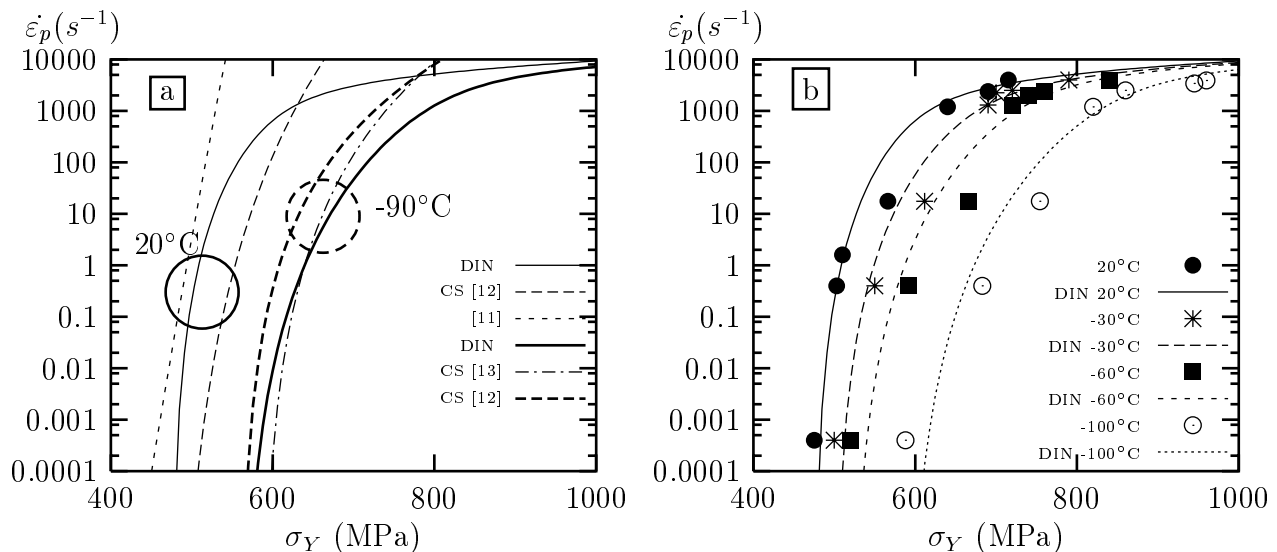 ε̇p(s⁻¹)
10000
1000
100
10
1
0.1
0.01
0.001
0.0001
400 600 800 1000
σY (MPa)
a
20°C
-90°C
DIN
CS [12]
[11]
DIN
CS [13]
CS [12]
ε̇p(s⁻¹)
10000
1000
100
10
1
0.1
0.01
0.001
0.0001
400 600 800 1000
σY (MPa)
b
20°C
DIN 20°C
-30°C
DIN -30°C
-60°C
DIN -60°C
-100°C
DIN -100°C